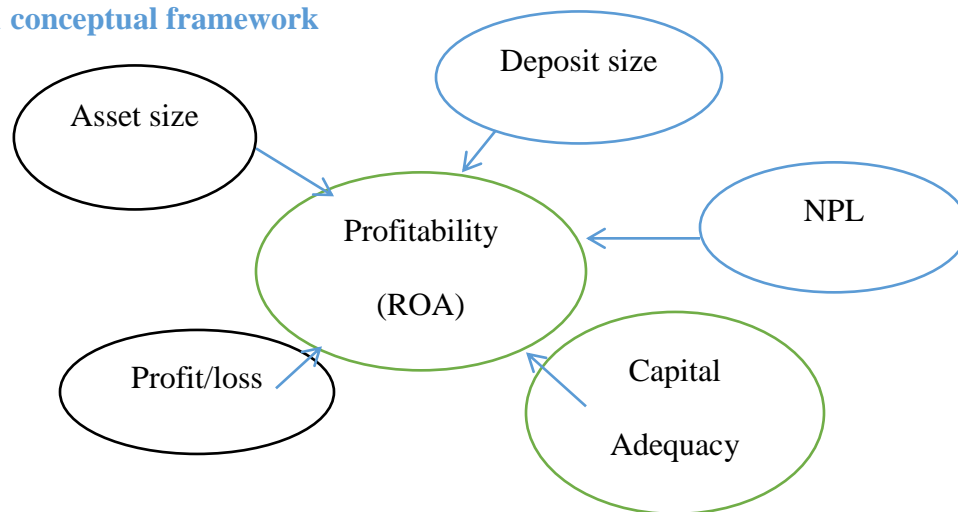 conceptual framework
Deposit size
Asset size
NPL
Profitability
(ROA)
Profit/loss
Capital
Adequacy